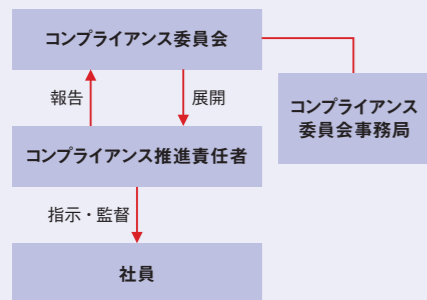 コンプライアンス委員会
報告
展開
コンプライアンス
委員会事務局
コンプライアンス推進責任者
指示・監督
社員